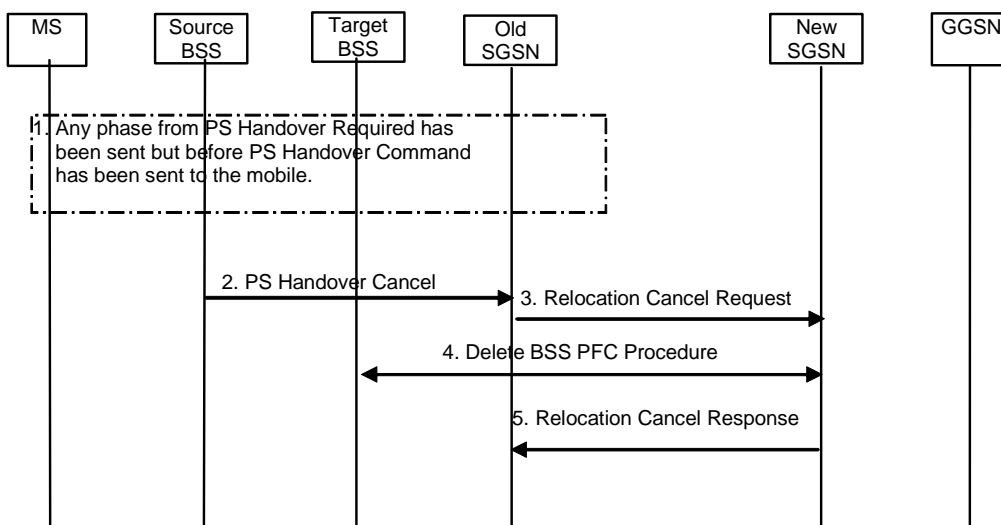 MS
Source
BSS
Target
BSS
Old
SGSN
New
SGSN
GGSN
1. Any phase from PS Handover Required has
been sent but before PS Handover Command
has been sent to the mobile.
2. PS Handover Cancel
3. Relocation Cancel Request
4. Delete BSS PFC Procedure
5. Relocation Cancel Response